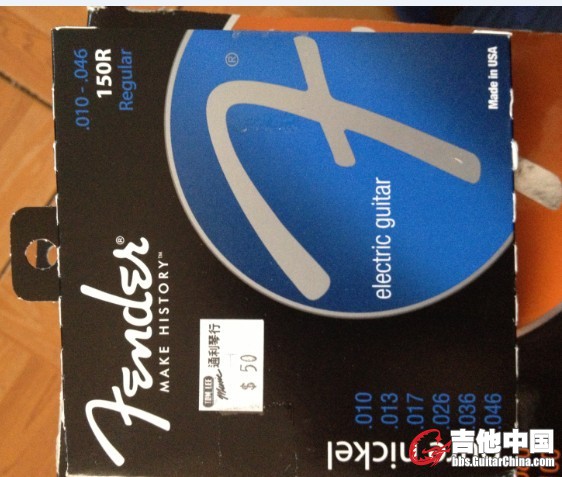 Fender®
MAKE HISTORY™
.010 - .046
150R
Regular
®
electric guitar
Made in USA
通利琴行
$ 50
.010
.013
.017
.026
.036
.046
nickel
吉他中国
bbs.GuitarChina.com